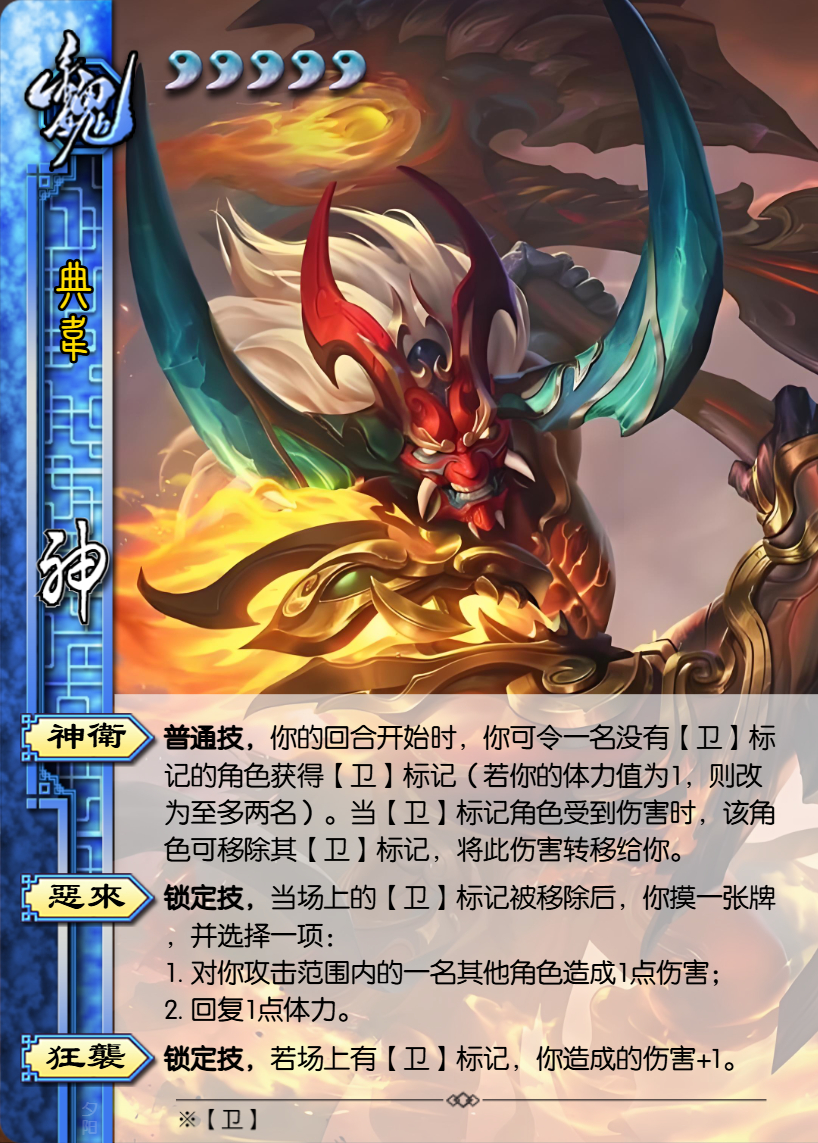 魏
典韋
神
神衛
普通技，你的回合开始时，你可令一名没有【卫】标
记的角色获得【卫】标记（若你的体力值为1，则改
为至多两名）。当【卫】标记角色受到伤害时，该角
色可移除其【卫】标记，将此伤害转移给你。
惡來
锁定技，当场上的【卫】标记被移除后，你摸一张牌
，并选择一项：
1. 对你攻击范围内的一名其他角色造成1点伤害；
2. 回复1点体力。
狂襲
锁定技，若场上有【卫】标记，你造成的伤害+1。
※【卫】
夕阳